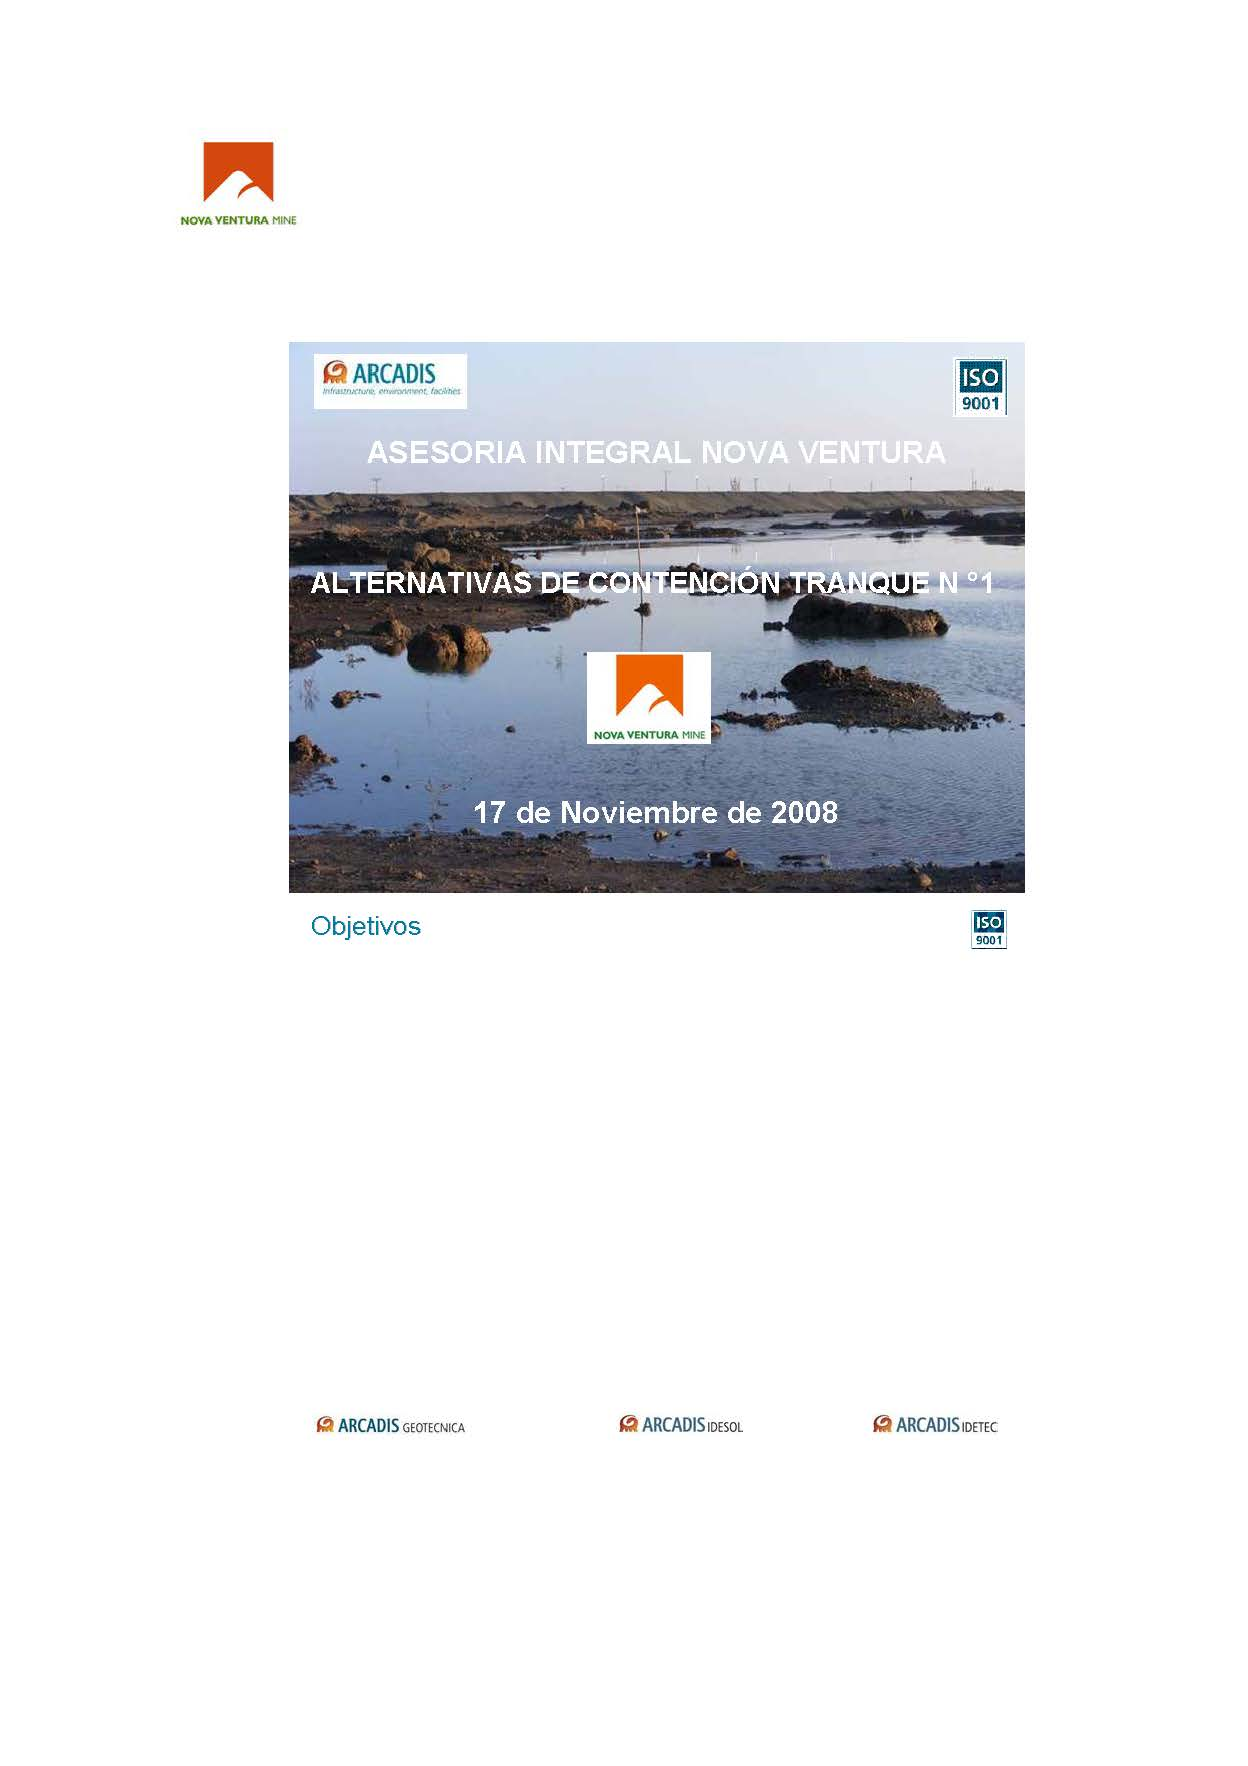 NOVA VENTURA MINE
ARCADIS
Infrastructure, environment, facilities
ISO
9001
ASESORIA INTEGRAL NOVA VENTURA
ALTERNATIVAS DE CONTENCIÓN TRANQUE N °1
NOVA VENTURA MINE
17 de Noviembre de 2008
Objetivos
ISO
9001
ARCADIS GEOTECNICA
ARCADIS IDESOL
ARCADIS IDETEC